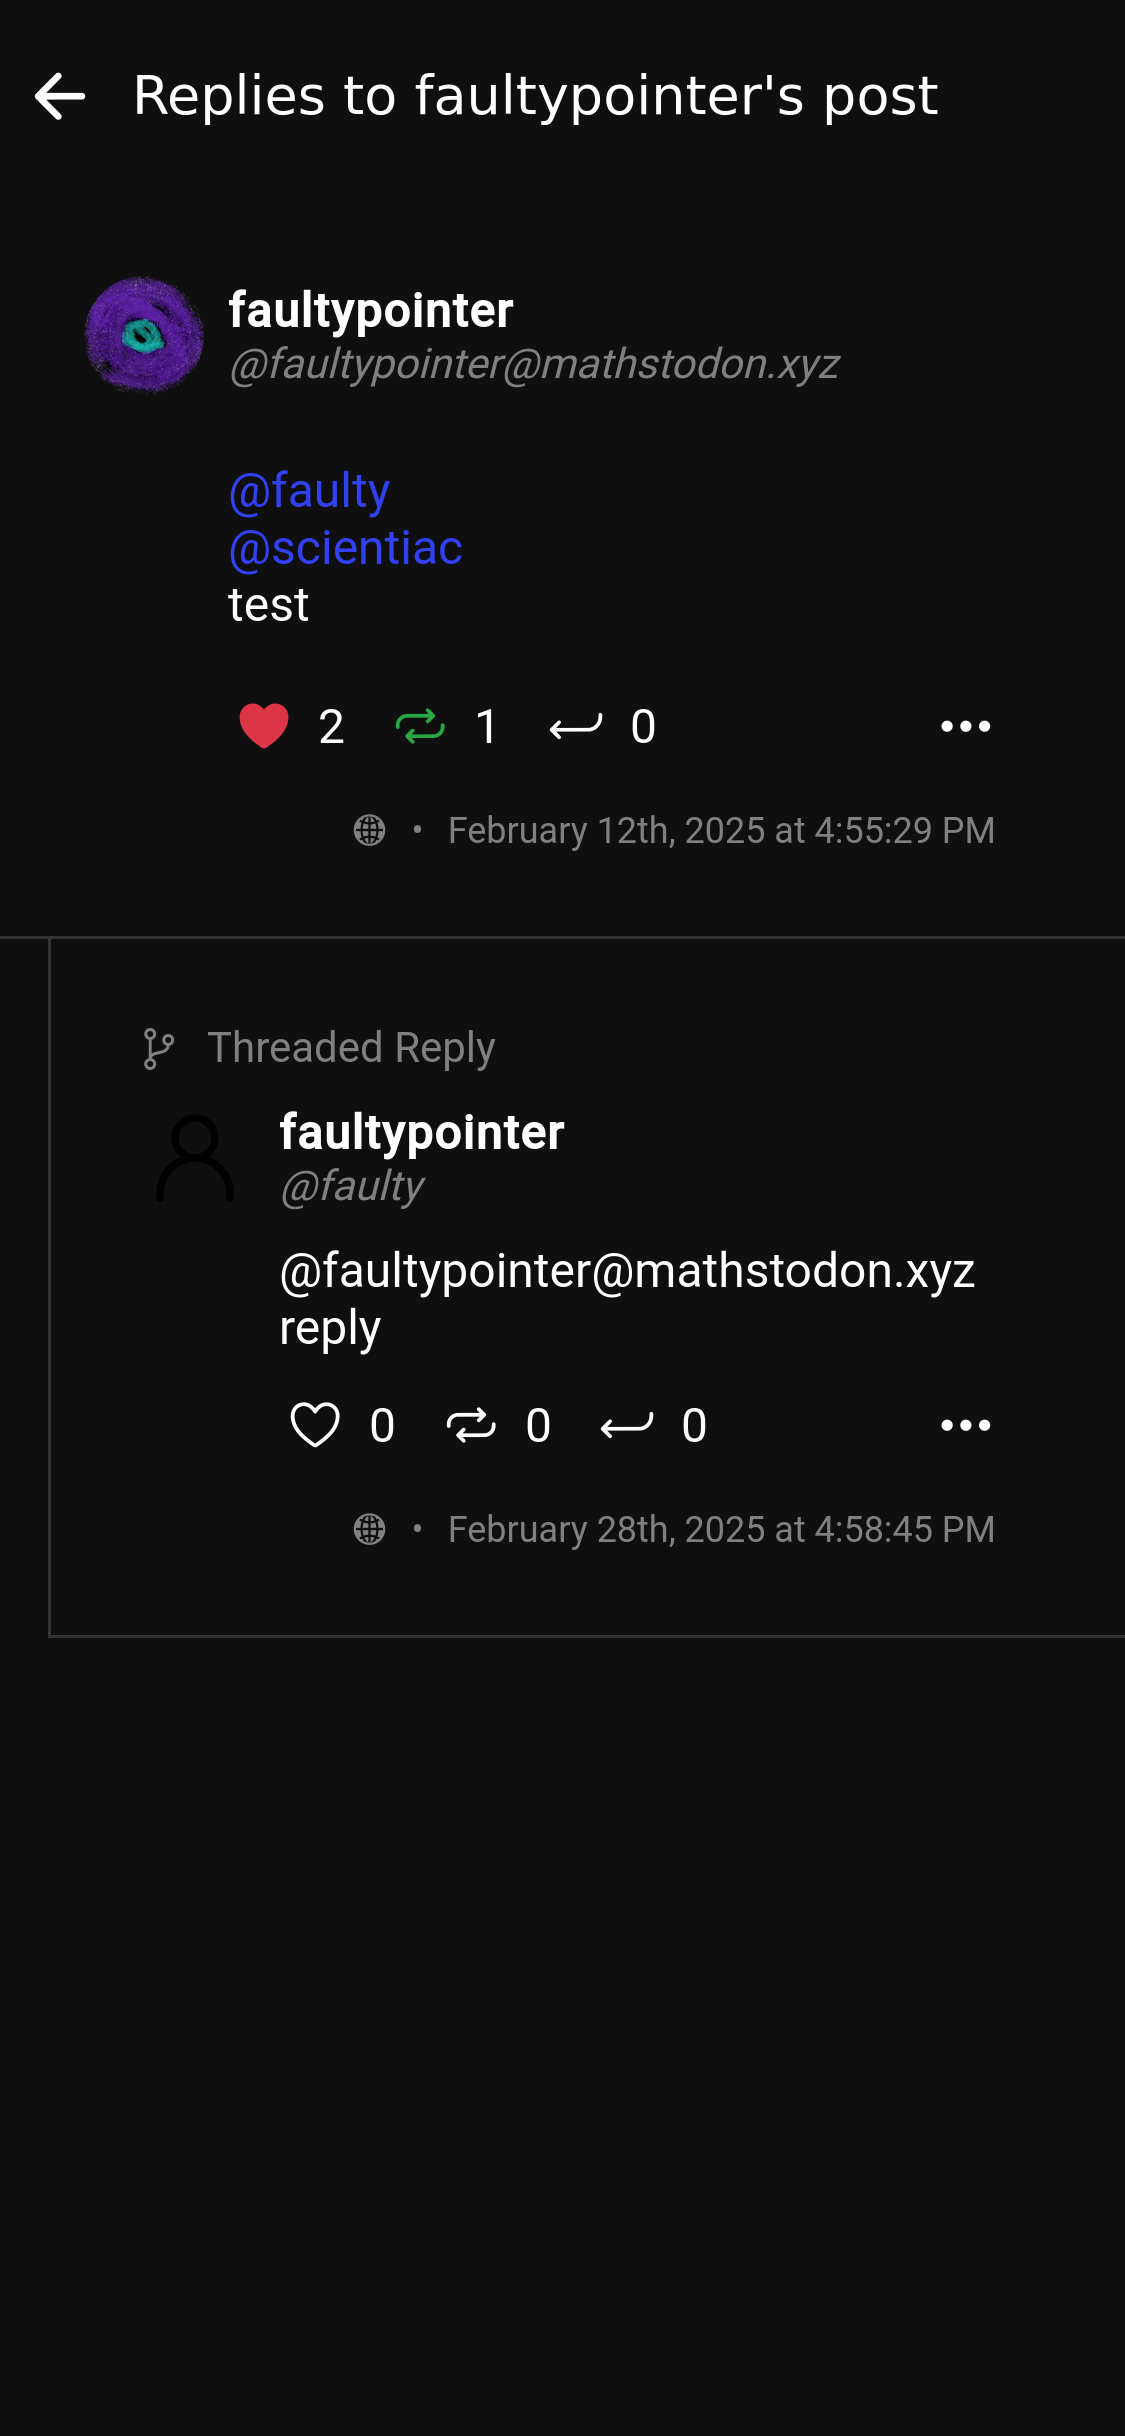 Replies to faultypointer's post
faultypointer
@faultypointer@mathstodon.xyz
@faulty
@scientiac
test
2 1 0
• February 12th, 2025 at 4:55:29 PM
Threaded Reply
faultypointer
@faulty
@faultypointer@mathstodon.xyz
reply
0 0 0
• February 28th, 2025 at 4:58:45 PM